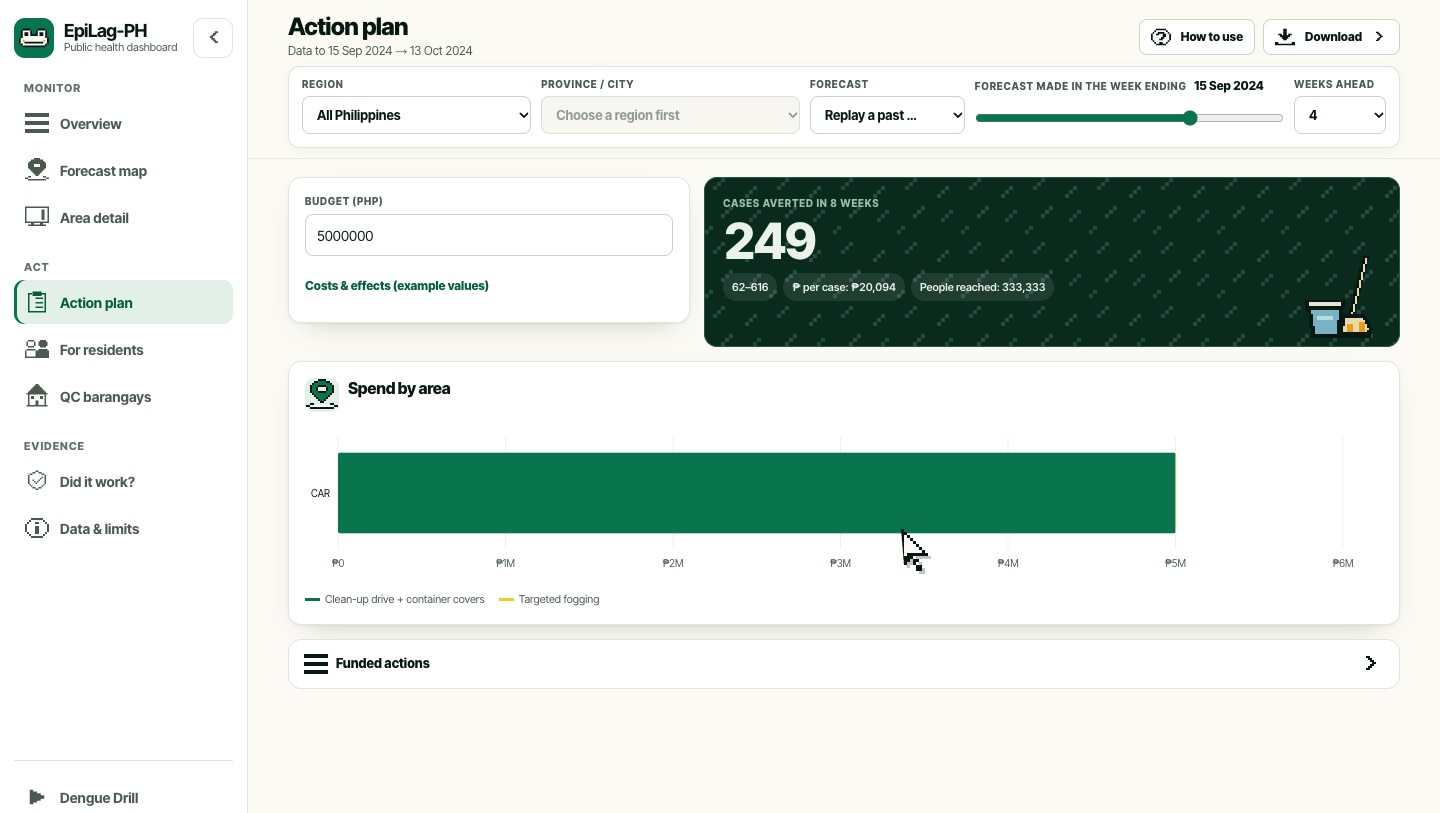 EpiLag-PH
Public health dashboard
MONITOR
Overview
Forecast map
Area detail
ACT
Action plan
For residents
QC barangays
EVIDENCE
Did it work?
Data & limits
Dengue Drill
Action plan
Data to 15 Sep 2024 → 13 Oct 2024
How to use
Download
REGION
All Philippines
PROVINCE / CITY
Choose a region first
FORECAST
Replay a past ...
FORECAST MADE IN THE WEEK ENDING 15 Sep 2024
WEEKS AHEAD
4
BUDGET (PHP)
5000000
Costs & effects (example values)
CASES AVERTED IN 8 WEEKS
249
62–616
₱ per case: ₱20,094
People reached: 333,333
Spend by area
CAR
₱0 ₱1M ₱2M ₱3M ₱4M ₱5M ₱6M
Clean-up drive + container covers
Targeted fogging
Funded actions